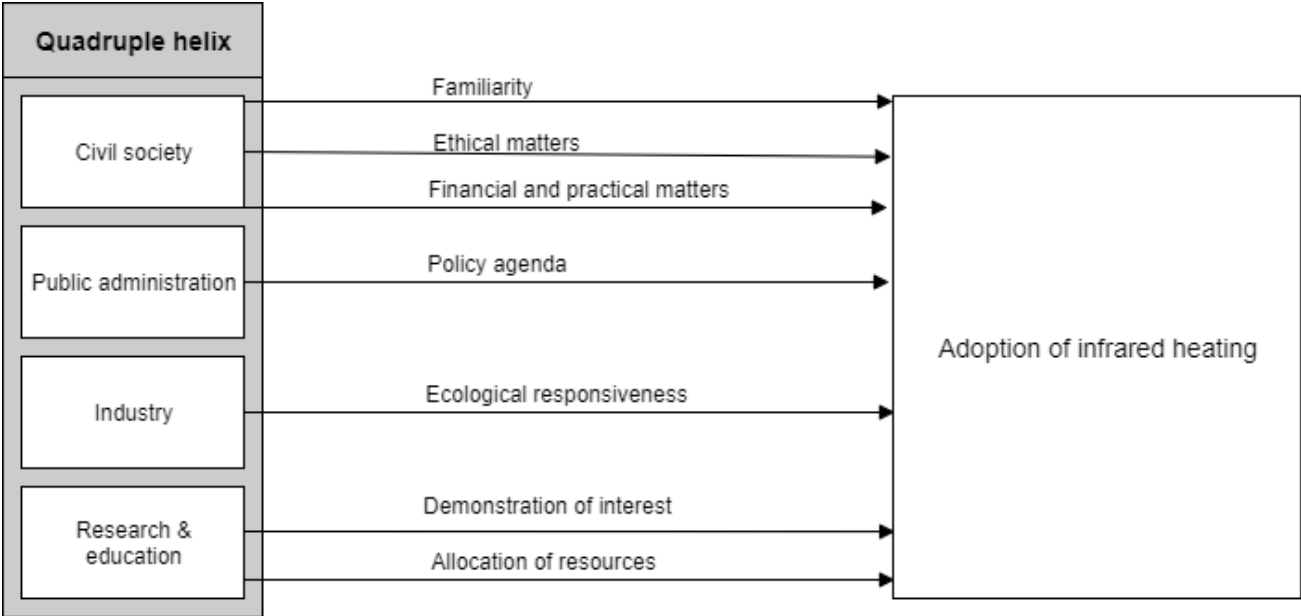 Quadruple helix
Familiarity
Civil society
Ethical matters
Financial and practical matters
Public administration
Policy agenda
Adoption of infrared heating
Industry
Ecological responsiveness
Research &
education
Demonstration of interest
Allocation of resources